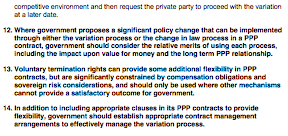 competitive environment and then request the private party to proceed with the variation
at a later date.
12. Where government proposes a significant policy change that can be implemented
through either the variation process or the change in law process in a PPP
contract, government should consider the relative merits of using each process,
including the impact upon value for money and the long term PPP relationship.
13. Voluntary termination rights can provide some additional flexibility in PPP
contracts, but are significantly constrained by compensation obligations and
sovereign risk considerations, and should only be used where other mechanisms
cannot provide a satisfactory outcome for government.
14. In addition to including appropriate clauses in its PPP contracts to provide
flexibility, government should establish appropriate contract management
arrangements to effectively manage the variation process.